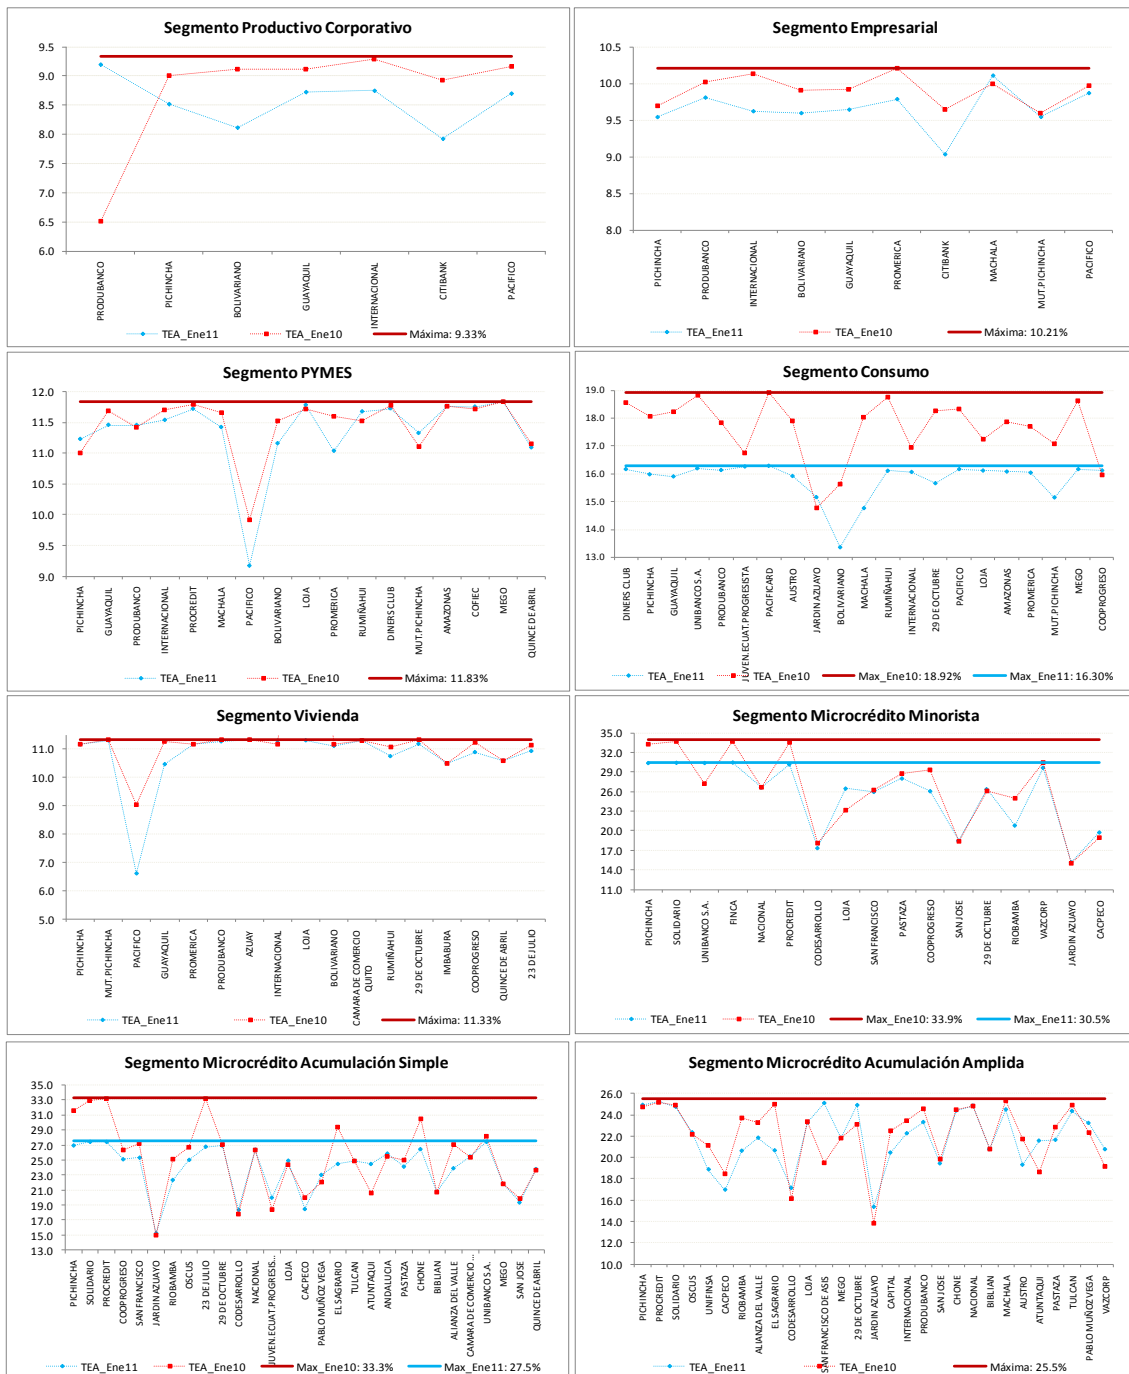 Segmento Productivo Corporativo
9.5
9.0
8.5
8.0
7.5
7.0
6.5
6.0
PRODUBANCO
PICHINCHA
BOLIVARIANO
GUAYAQUIL
INTERNACIONAL
CITIBANK
PACIFICO
TEA_Ene11
TEA_Ene10
Máxima: 9.33%
Segmento Empresarial
10.5
10.0
9.5
9.0
8.5
8.0
PICHINCHA
PRODUBANCO
INTERNACIONAL
BOLIVARIANO
GUAYAQUIL
PROMERICA
CITIBANK
MACHALA
MUT.PICHINCHA
PACIFICO
TEA_Ene11
TEA_Ene10
Máxima: 10.21%
Segmento PYMES
12.0
11.5
11.0
10.5
10.0
9.5
9.0
PICHINCHA
GUAYAQUIL
PRODUBANCO
INTERNACIONAL
PROCREDIT
MACHALA
PACIFICO
BOLIVARIANO
LOJA
PROMERICA
RUMIÑAHUI
DINERS CLUB
MUT.PICHINCHA
AMAZONAS
COFIEC
MEGO
QUINCE DE ABRIL
TEA_Ene11
TEA_Ene10
Máxima: 11.83%
Segmento Consumo
19.0
18.0
17.0
16.0
15.0
14.0
13.0
DINERS CLUB
PICHINCHA
GUAYAQUIL
UNIBANCO S.A.
PRODUBANCO
JUVEN.ECUAT.PROGRESISTA
PACIFICARD
AUSTRO
JARDIN AZUAYO
BOLIVARIANO
MACHALA
RUMIÑAHUI
INTERNACIONAL
29 DE OCTUBRE
PACIFICO
LOJA
AMAZONAS
PROMERICA
MUT.PICHINCHA
MEGO
COOPROGRESO
TEA_Ene11
TEA_Ene10
Max_Ene10: 18.92%
Max_Ene11: 16.30%
Segmento Vivienda
11.0
10.0
9.0
8.0
7.0
6.0
5.0
PICHINCHA
MUT.PICHINCHA
PACIFICO
GUAYAQUIL
PROMERICA
PRODUBANCO
AZUAY
INTERNACIONAL
LOJA
BOLIVARIANO
CAMARA DE COMERCIO
QUITO
RUMIÑAHUI
29 DE OCTUBRE
IMBABURA
COOPROGRESO
QUINCE DE ABRIL
23 DE JULIO
TEA_Ene11
TEA_Ene10
Máxima: 11.33%
Segmento Microcrédito Minorista
35.0
32.0
29.0
26.0
23.0
20.0
17.0
14.0
11.0
PICHINCHA
SOLIDARIO
UNIBANCO S.A.
FINCA
NACIONAL
PROCREDIT
CODESARROLLO
LOJA
SAN FRANCISCO
PASTAZA
COOPROGRESO
SAN JOSE
29 DE OCTUBRE
RIOBAMBA
VAZCORP
JARDIN AZUAYO
CACPECO
TEA_Ene11
TEA_Ene10
Max_Ene10: 33.9%
Max_Ene11: 30.5%
Segmento Microcrédito Acumulación Simple
35.0
33.0
31.0
29.0
27.0
25.0
23.0
21.0
19.0
17.0
15.0
13.0
PICHINCHA
SOLIDARIO
PROCREDIT
COOPROGRESO
SAN FRANCISCO
JARDIN AZUAYO
RIOBAMBA
OSCUS
23 DE JULIO
29 DE OCTUBRE
CODESARROLLO
NACIONAL
JUVEN.ECUAT.PROGRESIS...
LOJA
CACPECO
PABLO MUÑOZ VEGA
EL SAGRARIO
TULCAN
ATUNTAQUI
ANDALUCIA
PASTAZA
CHONE
BIBLIAN
ALIANZA DEL VALLE
CAMARA DE COMERCIO...
UNIBANCO S.A.
MEGO
SAN JOSE
QUINCE DE ABRIL
TEA_Ene11
TEA_Ene10
Max_Ene10: 33.3%
Max_Ene11: 27.5%
Segmento Microcrédito Acumulación Amplida
26.0
24.0
22.0
20.0
18.0
16.0
14.0
12.0
10.0
PICHINCHA
PROCREDIT
SOLIDARIO
OSCUS
UNIFINSA
CACPECO
RIOBAMBA
ALIANZA DEL VALLE
EL SAGRARIO
CODESARROLLO
LOJA
SAN FRANCISCO DE ASIS
MEGO
29 DE OCTUBRE
JARDIN AZUAYO
CAPITAL
INTERNACIONAL
PRODUBANCO
SAN JOSE
CHONE
NACIONAL
BIBLIAN
MACHALA
AUSTRO
ATUNTAQUI
PASTAZA
TULCAN
PABLO MUÑOZ VEGA
VAZCORP
TEA_Ene11
TEA_Ene10
Máxima: 25.5%